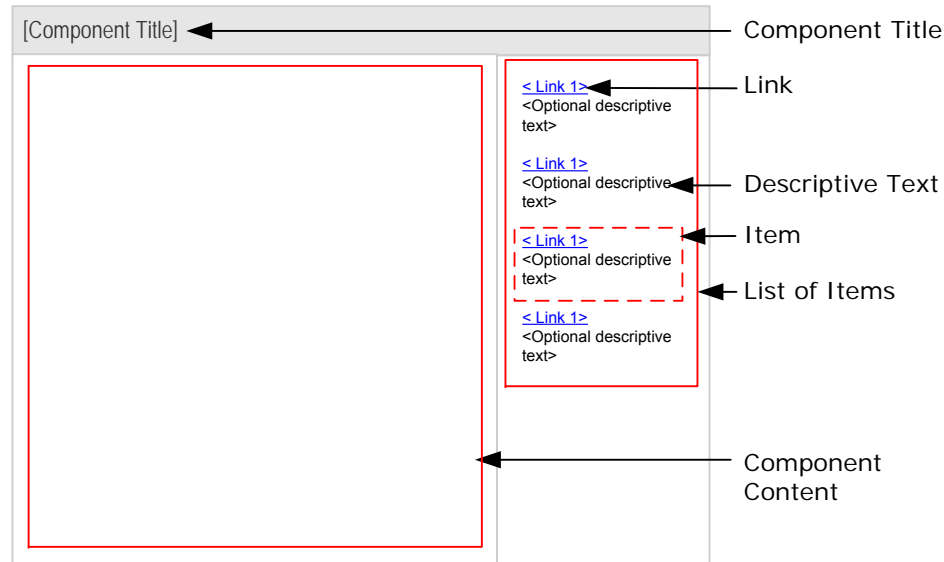 [Component Title]
Component Title
< Link 1>
<Optional descriptive
text>
Link
< Link 1>
<Optional descriptive
text>
Descriptive Text
< Link 1>
<Optional descriptive
text>
Item
List of Items
< Link 1>
<Optional descriptive
text>
Component
Content